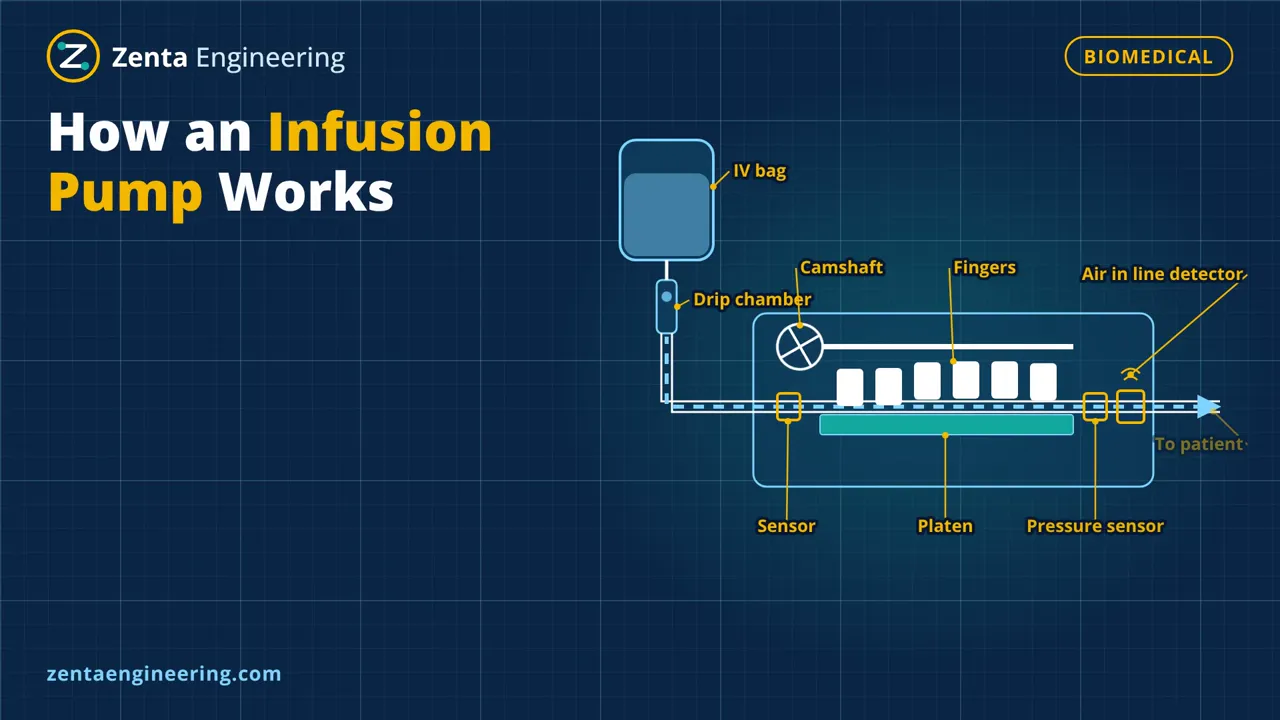 Zenta Engineering
BIOMEDICAL
How an Infusion
Pump Works
IV bag
Camshaft
Fingers
Air in line detector
Drip chamber
To patient
Sensor
Platen
Pressure sensor
zentaengineering.com